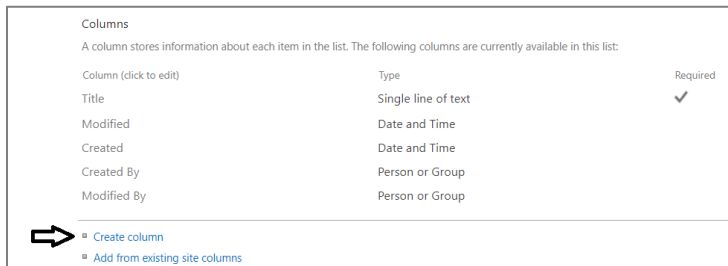 Columns
A column stores information about each item in the list. The following columns are currently available in this list:
Column (click to edit) Type Required
Title Single line of text
Modified Date and Time
Created Date and Time
Created By Person or Group
Modified By Person or Group
Create column
Add from existing site columns